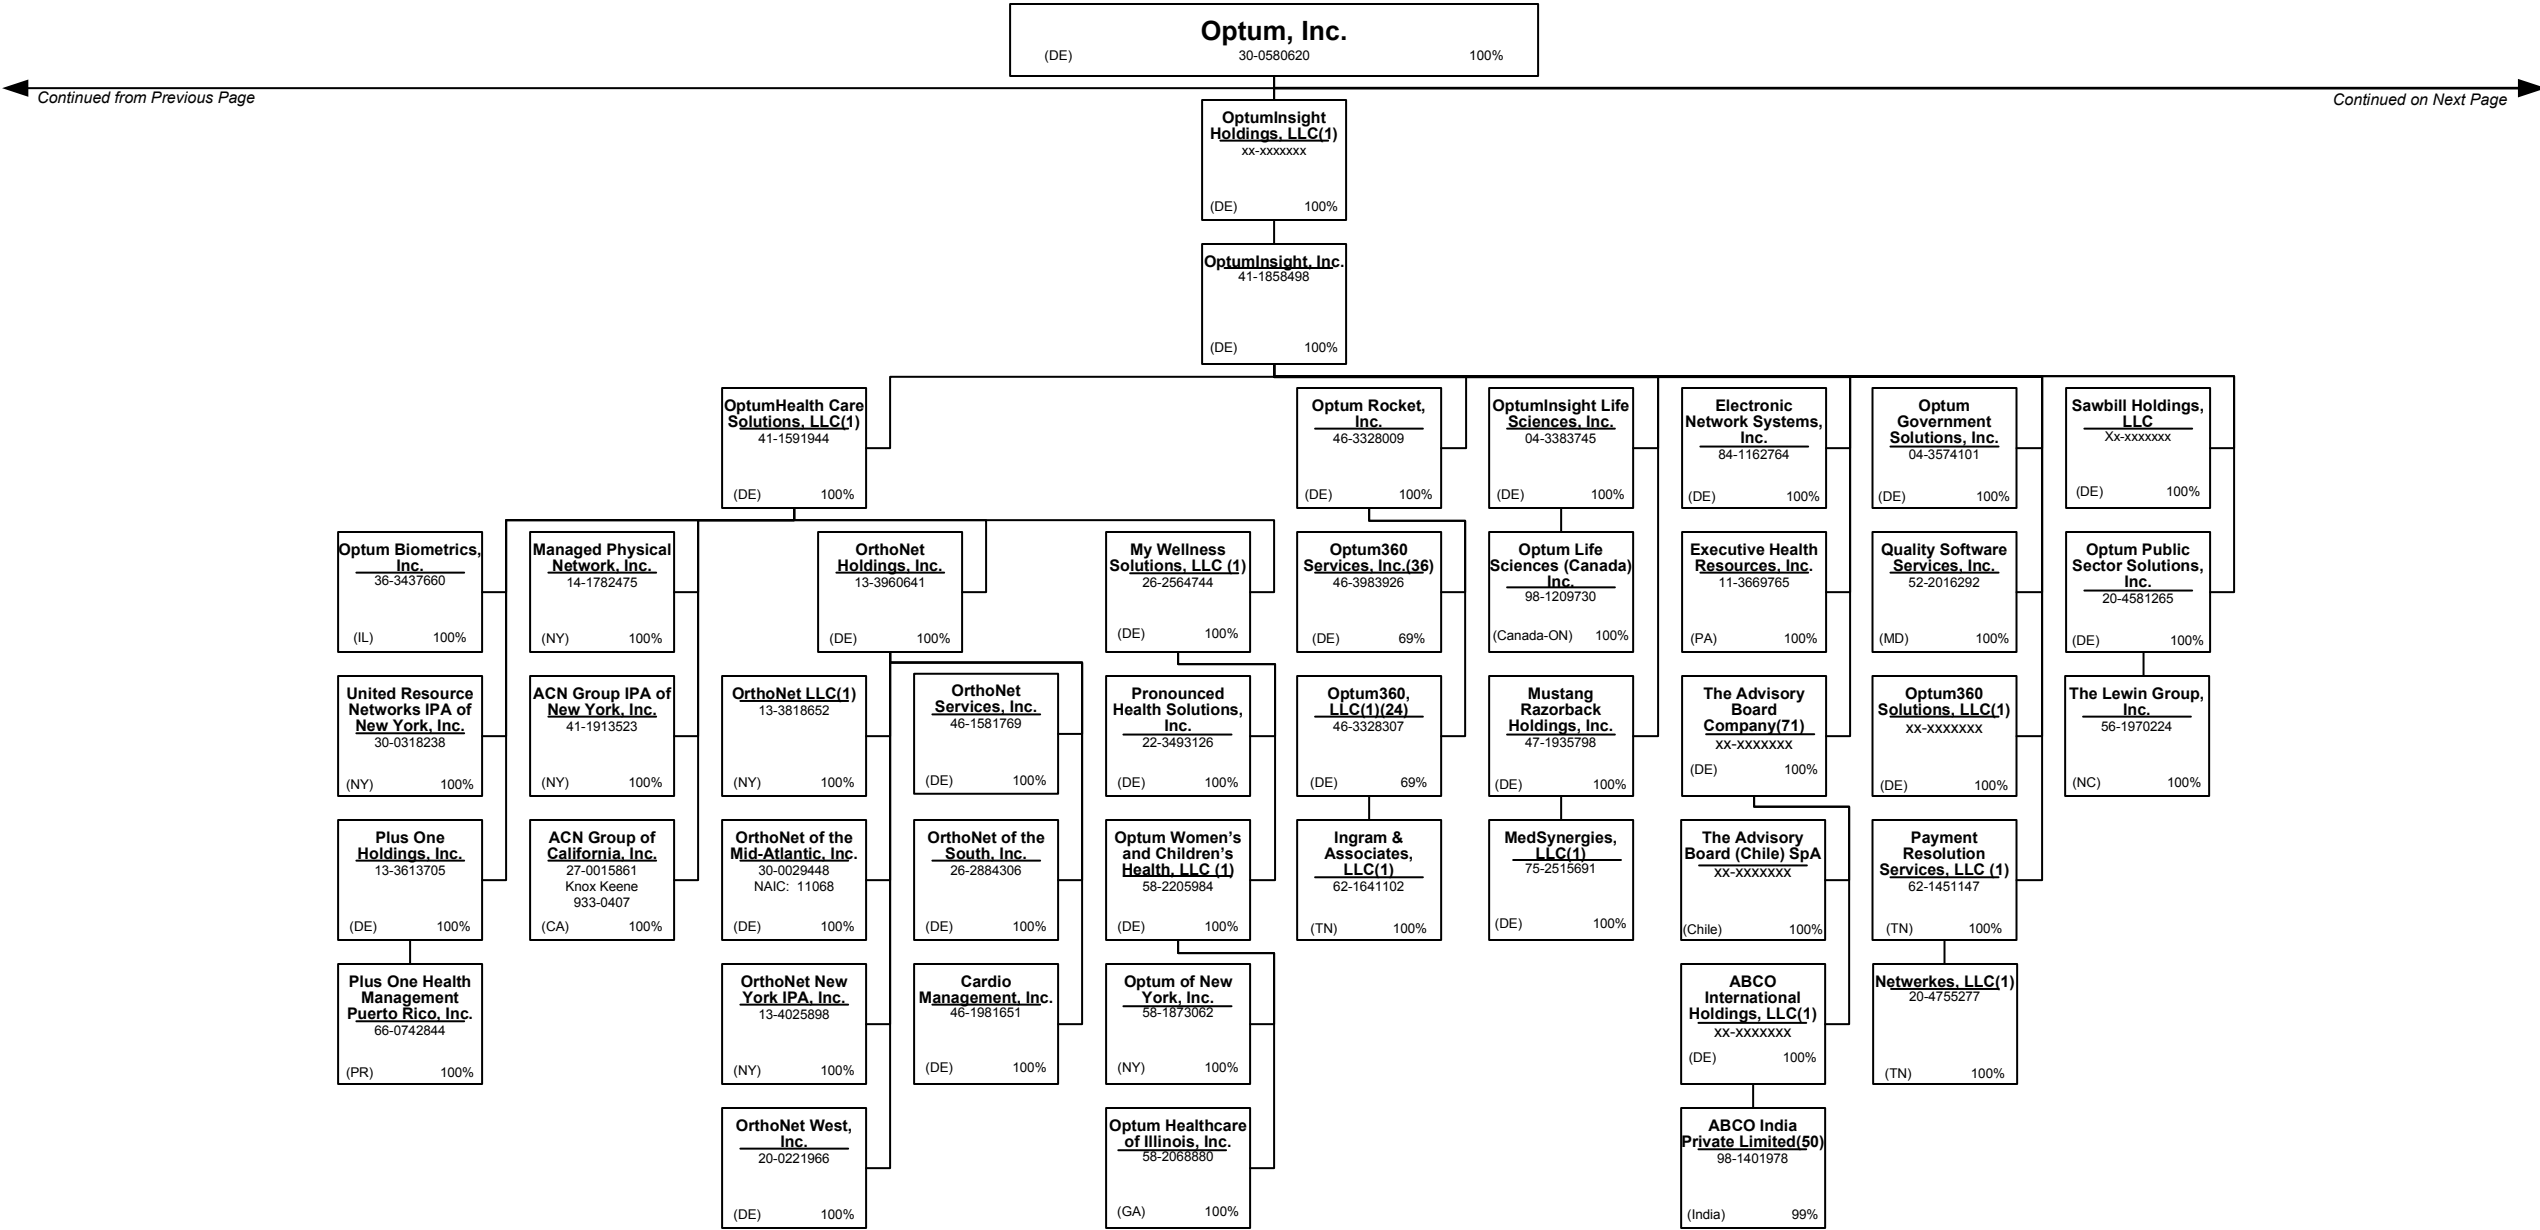 Optum, Inc.
(DE) 30-0580620 100%
Continued from Previous Page
Continued on Next Page
OptumInsight
Holdings, LLC(1)
xx-xxxxxxx
(DE) 100%
OptumInsight, Inc.
41-1858498
(DE) 100%
OptumHealth Care
Solutions, LLC(1)
41-1591944
(DE) 100%
Optum Rocket,
Inc.
46-3328009
(DE) 100%
OptumInsight Life
Sciences, Inc.
04-3383745
(DE) 100%
Electronic
Network Systems,
Inc.
84-1162764
(DE) 100%
Optum
Government
Solutions, Inc.
04-3574101
(DE) 100%
Sawbill Holdings,
LLC
Xx-xxxxxxx
(DE) 100%
Optum Biometrics,
Inc.
36-3437660
(IL) 100%
Managed Physical
Network, Inc.
14-1782475
(NY) 100%
OrthoNet
Holdings, Inc.
13-3960641
(DE) 100%
My Wellness
Solutions, LLC (1)
26-2564744
(DE) 100%
Optum360
Services, Inc.(36)
46-3983926
(DE) 69%
Optum Life
Sciences (Canada)
Inc.
98-1209730
(Canada-ON) 100%
Executive Health
Resources, Inc.
11-3669765
(PA) 100%
Quality Software
Services, Inc.
52-2016292
(MD) 100%
Optum Public
Sector Solutions,
Inc.
20-4581265
(DE) 100%
United Resource
Networks IPA of
New York, Inc.
30-0318238
(NY) 100%
ACN Group IPA of
New York, Inc.
41-1913523
(NY) 100%
OrthoNet LLC(1)
13-3818652
(NY) 100%
OrthoNet
Services, Inc.
46-1581769
(DE) 100%
Pronounced
Health Solutions,
Inc.
22-3493126
(DE) 100%
Optum360,
LLC(1)(24)
46-3328307
(DE) 69%
Mustang
Razorback
Holdings, Inc.
47-1935798
(DE) 100%
The Advisory
Board
Company(71)
xx-xxxxxxx
(DE) 100%
Optum360
Solutions, LLC(1)
xx-xxxxxxx
(DE) 100%
The Lewin Group,
Inc.
56-1970224
(NC) 100%
Plus One
Holdings, Inc.
13-3613705
(DE) 100%
ACN Group of
California, Inc.
27-0015861
Knox Keene
933-0407
(CA) 100%
OrthoNet of the
Mid-Atlantic, Inc.
30-0029448
NAIC: 11068
(DE) 100%
OrthoNet of the
South, Inc.
26-2884306
(DE) 100%
Optum Women's
and Children's
Health, LLC (1)
58-2205984
(DE) 100%
Ingram &
Associates,
LLC(1)
62-1641102
(TN) 100%
MedSynergies,
LLC(1)
75-2515691
(DE) 100%
The Advisory
Board (Chile) SpA
xx-xxxxxxx
(Chile) 100%
Payment
Resolution
Services, LLC (1)
62-1451147
(TN) 100%
Plus One Health
Management
Puerto Rico, Inc.
66-0742844
(PR) 100%
OrthoNet New
York IPA, Inc.
13-4025898
(NY) 100%
Cardio
Management, Inc.
46-1981651
(DE) 100%
Optum of New
York, Inc.
58-1873062
(NY) 100%
ABCO
International
Holdings, LLC(1)
xx-xxxxxxx
(DE) 100%
Netwerkes, LLC(1)
20-4755277
(TN) 100%
OrthoNet West,
Inc.
20-0221966
(DE) 100%
Optum Healthcare
of Illinois, Inc.
58-2068880
(GA) 100%
ABCO India
Private Limited(50)
98-1401978
(India) 99%